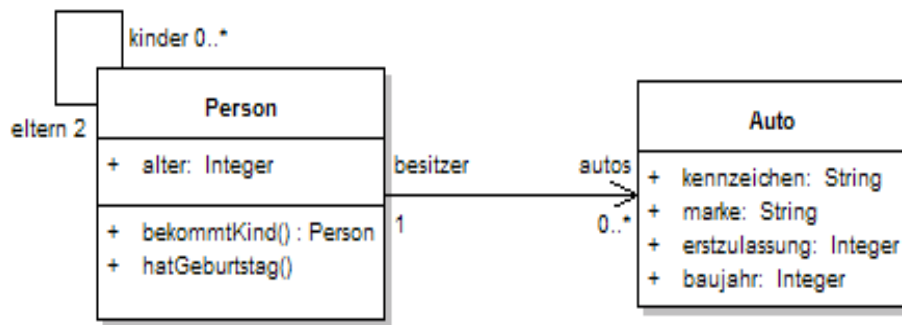 kinder 0..*
eltern 2
Person
+ alter: Integer
+ bekommtKind() : Person
+ hatGeburtstag()
besitzer
1
autos
0..*
Auto
+ kennzeichen: String
+ marke: String
+ erstzulassung: Integer
+ baujahr: Integer